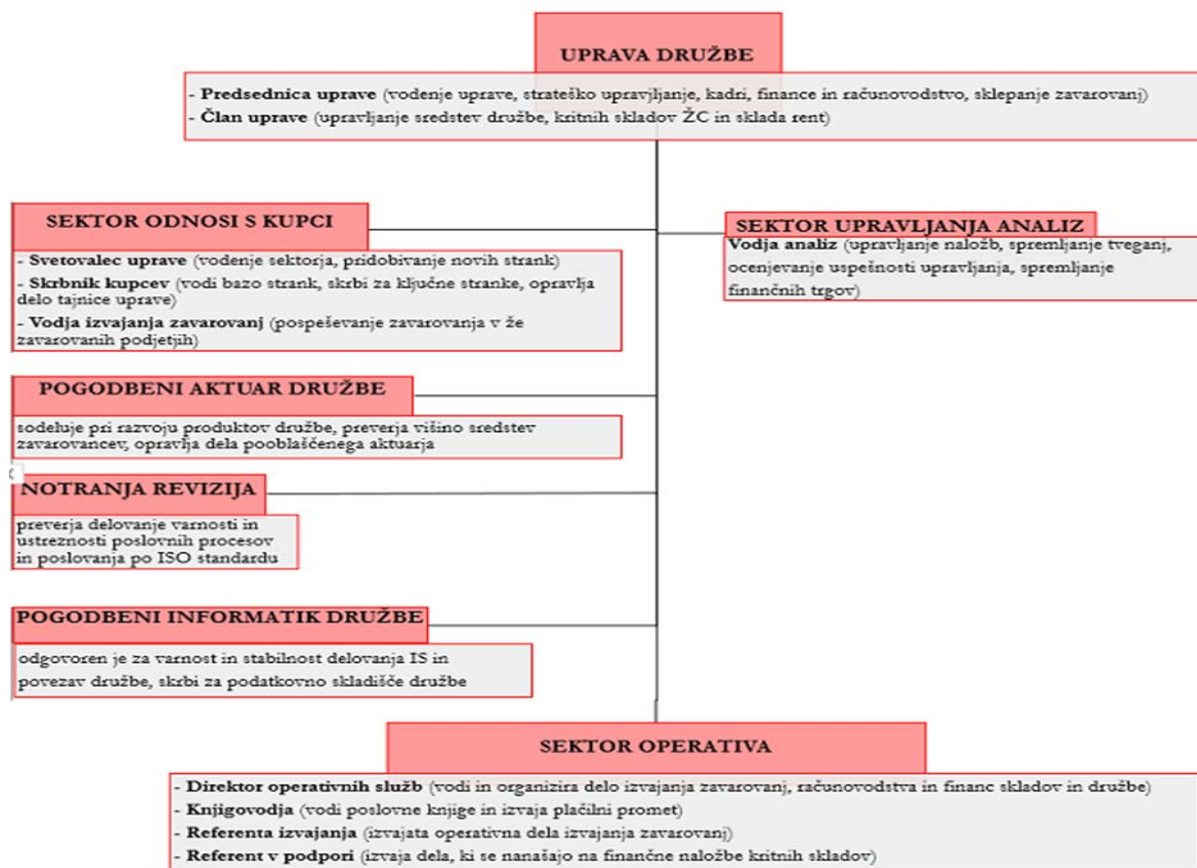 UPRAVA DRUŽBE
- Predsednica uprave (vodenje uprave, strateško upravjljanje, kadri, finance in računovodstvo, sklepanje zavarovanj)
- Član uprave (upravljanje sredstev družbe, kritnih skladov ŽC in sklada rent)
SEKTOR ODNOSI S KUPCI
- Svetovalec uprave (vodenje sektorja, pridobivanje novih strank)
- Skrbnik kupcev (vodi bazo strank, skrbi za ključne stranke, opravlja
delo tajnice uprave)
- Vodja izvajanja zavarovanj (pospeševanje zavarovanja v že
zavarovanih podjetjih)
SEKTOR UPRAVLJANJA ANALIZ
Vodja analiz (upravljanje naložb, spremljanje tveganj,
ocenjevanje uspešnosti upravljanja, spremljanje
finančnih trgov)
POGODBENI AKTUAR DRUŽBE
sodeluje pri razvoju produktov družbe, preverja višino sredstev
zavarovancev, opravlja dela pooblaščenega aktuarja
NOTRANJA REVIZIJA
preverja delovanje varnosti in
ustreznosti poslovnih procesov
in poslovanja po ISO standardu
POGODBENI INFORMATIK DRUŽBE
odgovoren je za varnost in stabilnost delovanja IS in
povezav družbe, skrbi za podatkovno skladišče družbe
SEKTOR OPERATIVA
- Direktor operativnih služb (vodi in organizira delo izvajanja zavarovanj, računovodstva in financ skladov in družbe)
- Knjigovodja (vodi poslovne knjige in izvaja plačilni promet)
- Referenta izvajanja (izvajata operativna dela izvajanja zavarovanj)
- Referent v podpori (izvaja dela, ki se nanašajo na finančne naložbe kritnih skladov)